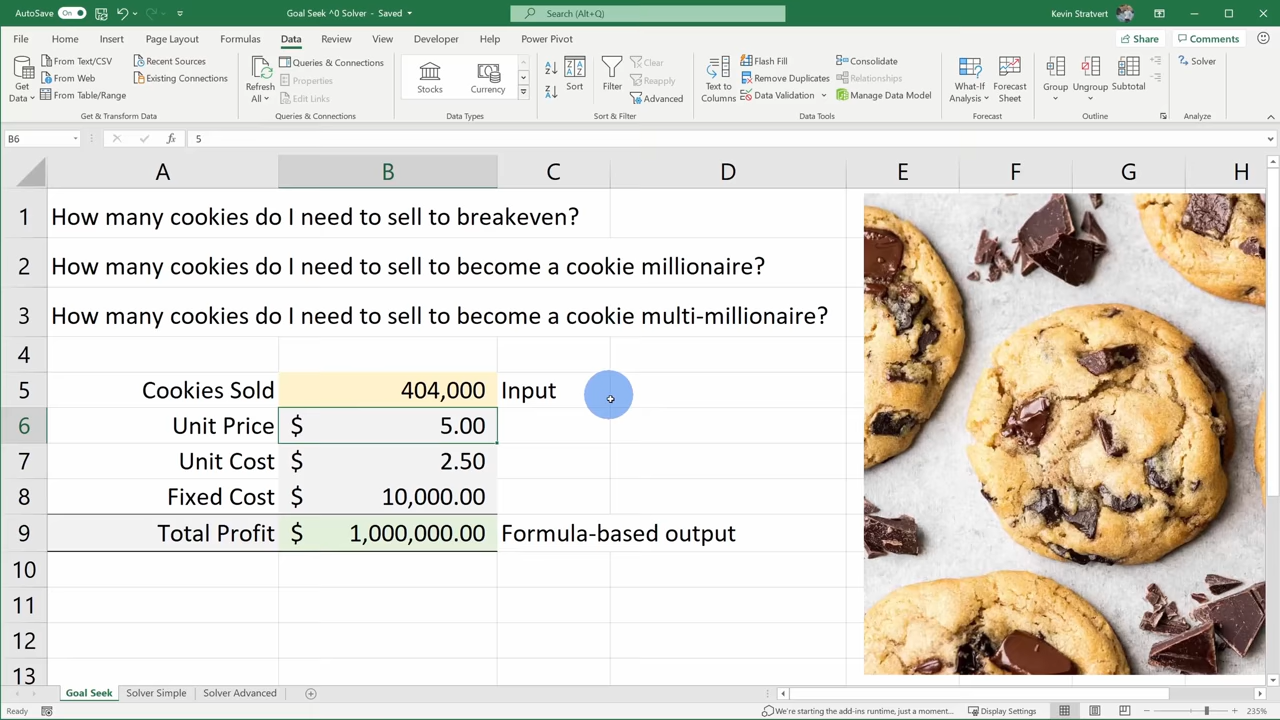 AutoSave On Goal Seek ^0 Solver - Saved Search (Alt+Q) Kevin Stratvert
File Home Insert Page Layout Formulas Data Review View Developer Help Power Pivot Share Comments
Get Data
From Text/CSV
From Web
From Table/Range
Recent Sources
Existing Connections
Get & Transform Data
Refresh All
Queries & Connections
Properties
Edit Links
Queries & Connections
Stocks Currency
Data Types
Sort
Filter
Clear
Reapply
Advanced
Sort & Filter
Text to Columns
Flash Fill
Remove Duplicates
Data Validation
Consolidate
Relationships
Manage Data Model
Data Tools
What-If Analysis
Forecast Sheet
Forecast
Group
Ungroup
Subtotal
Outline
Solver
Analyze
B6 fx 5
A B C D E F G H
1 How many cookies do I need to sell to breakeven?
2 How many cookies do I need to sell to become a cookie millionaire?
3 How many cookies do I need to sell to become a cookie multi-millionaire?
4
5 Cookies Sold 404,000 Input
6 Unit Price $ 5.00
7 Unit Cost $ 2.50
8 Fixed Cost $ 10,000.00
9 Total Profit $ 1,000,000.00 Formula-based output
10
11
12
13
Goal Seek Solver Simple Solver Advanced
Ready We're starting the add-ins runtime, just a moment... Display Settings 235%